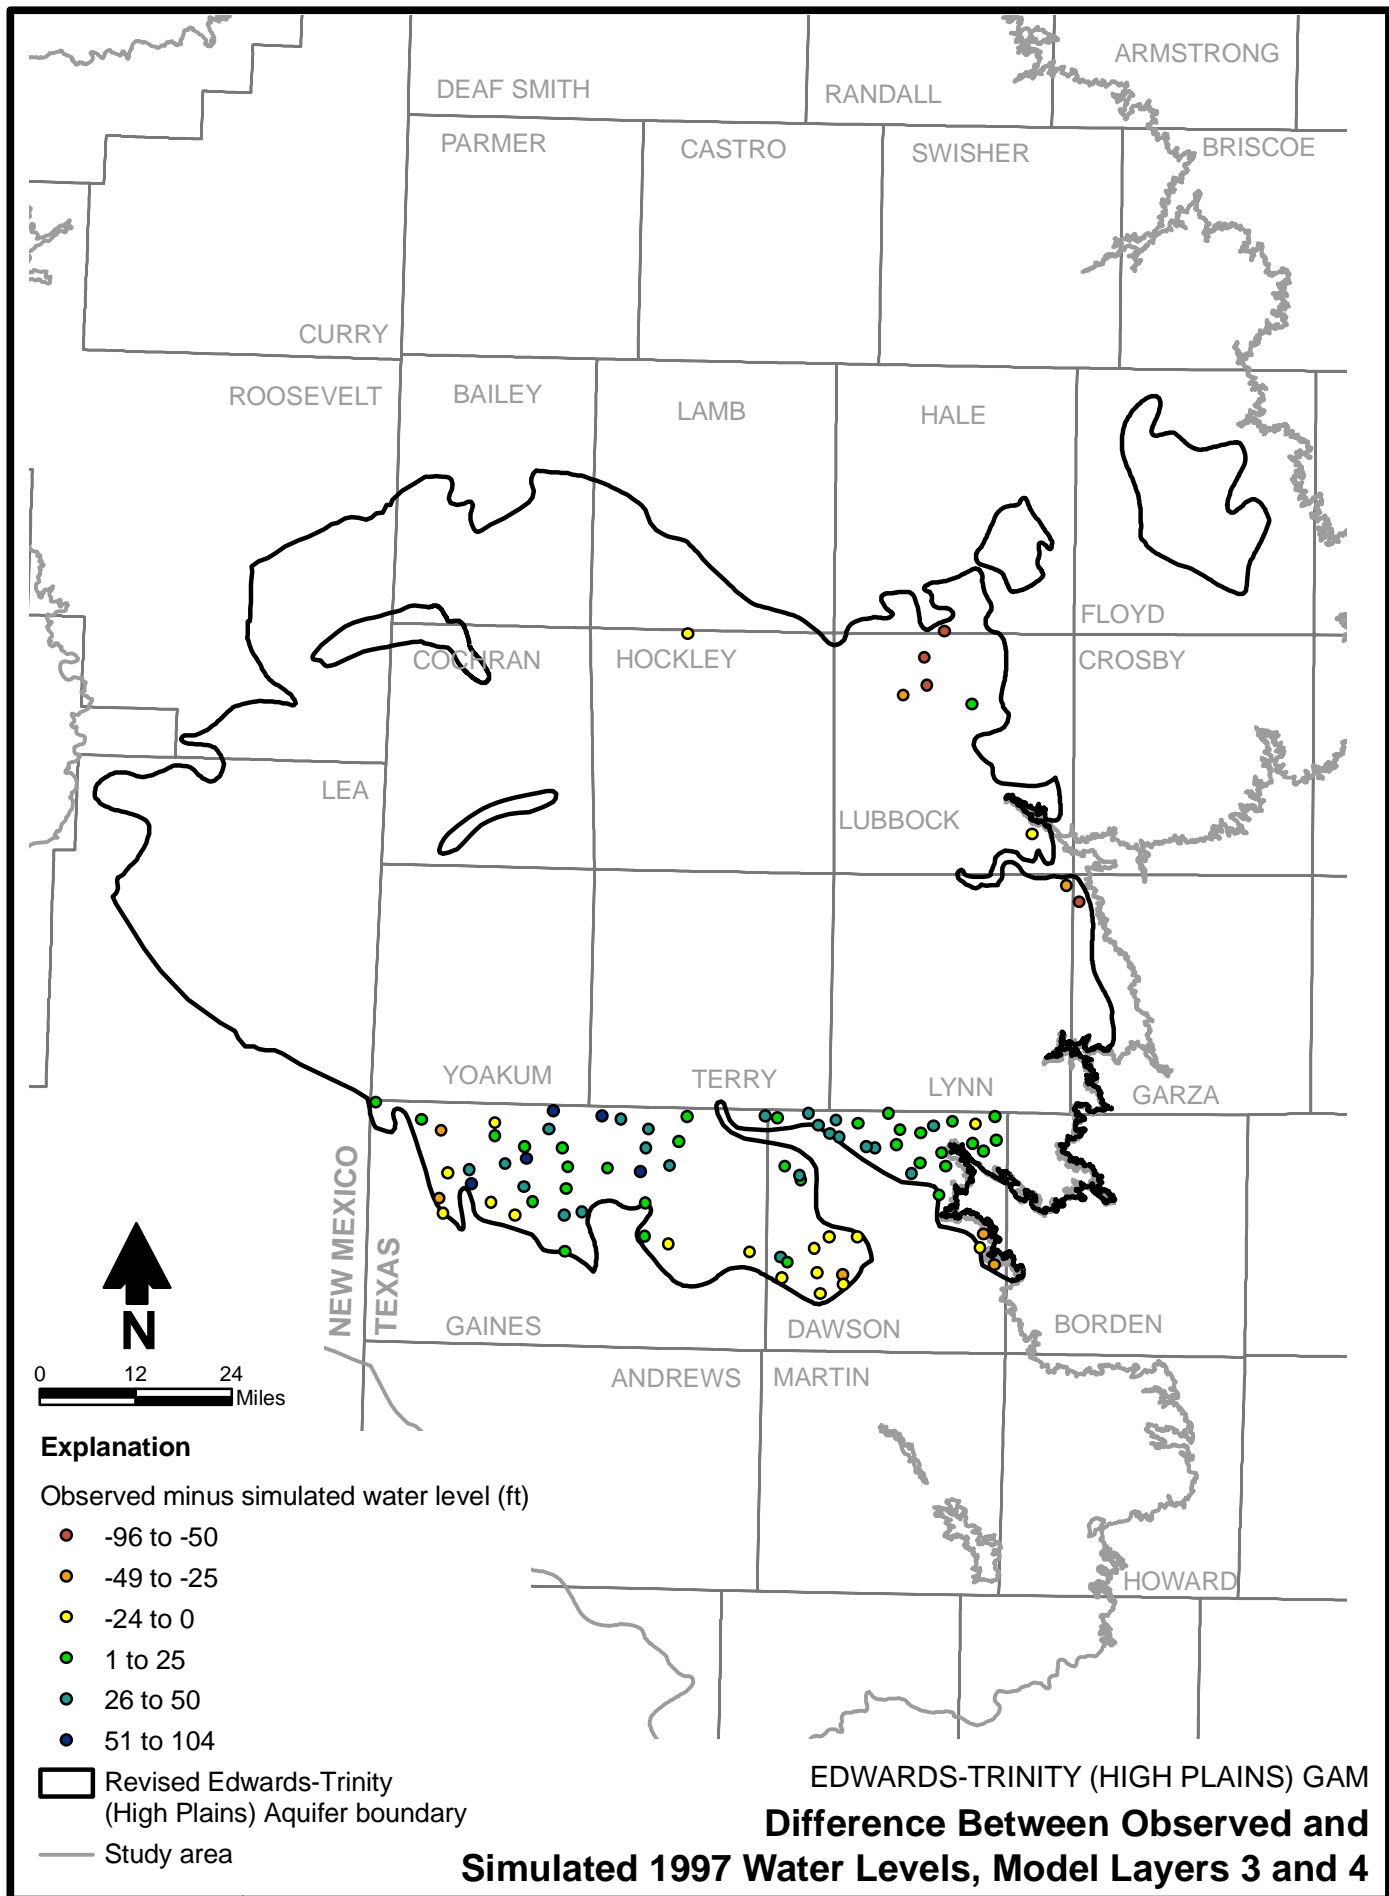 ARMSTRONG
DEAF SMITH
RANDALL
PARMER
CASTRO
SWISHER
BRISCOE
CURRY
ROOSEVELT
BAILEY
LAMB
HALE
FLOYD
COCHRAN
HOCKLEY
CROSBY
LEA
LUBBOCK
YOAKUM
TERRY
LYNN
GARZA
NEW MEXICO
TEXAS
GAINES
DAWSON
BORDEN
ANDREWS
MARTIN
HOWARD
N
0 12 24
Miles
Explanation
Observed minus simulated water level (ft)
-96 to -50
-49 to -25
-24 to 0
1 to 25
26 to 50
51 to 104
Revised Edwards-Trinity
(High Plains) Aquifer boundary
Study area
EDWARDS-TRINITY (HIGH PLAINS) GAM
Difference Between Observed and
Simulated 1997 Water Levels, Model Layers 3 and 4